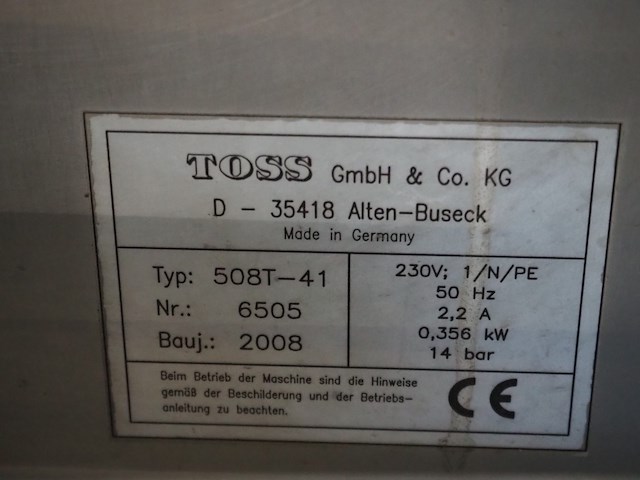 TOSS GmbH & Co. KG
D - 35418 Alten-Buseck
Made in Germany
Typ: 508T-41
Nr.: 6505
Bauj.: 2008
230V; 1/N/PE
50 Hz
2,2 A
0,356 kW
14 bar
Beim Betrieb der Maschine sind die Hinweise
gemäß der Beschilderung und der Betriebs-
anleitung zu beachten.
CE